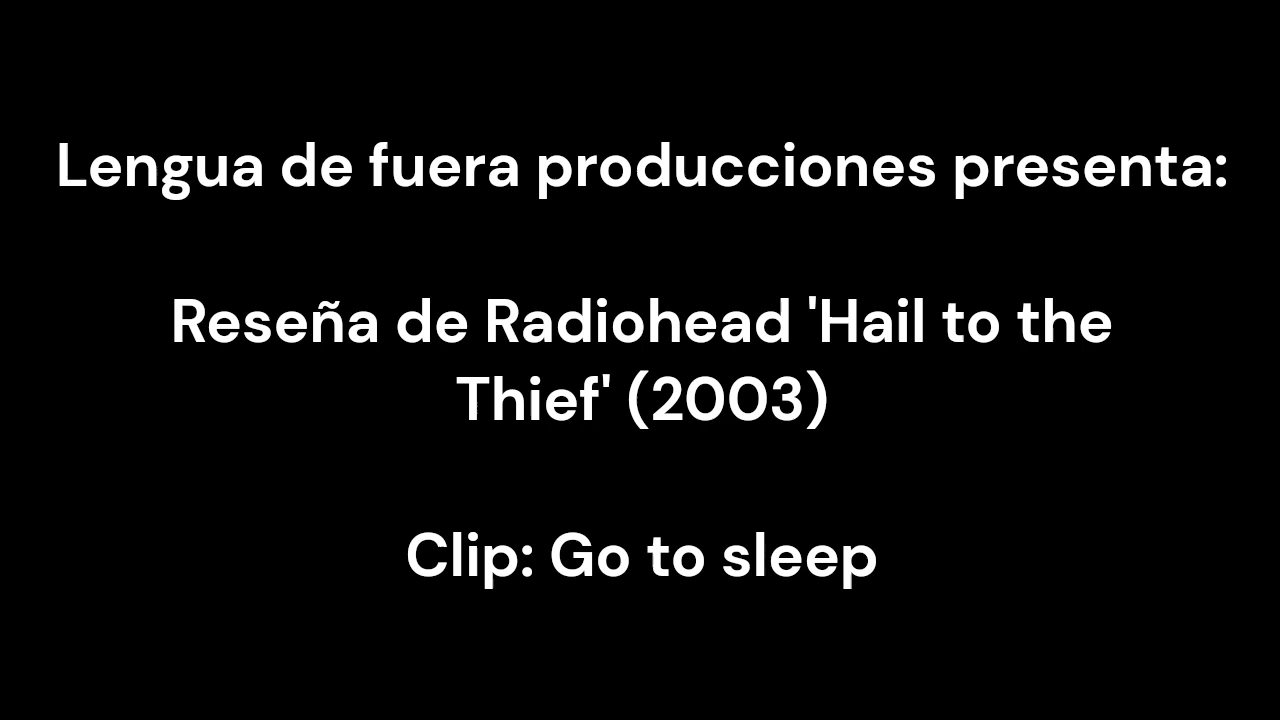 Lengua de fuera producciones presenta:
Reseña de Radiohead 'Hail to the
Thief' (2003)
Clip: Go to sleep